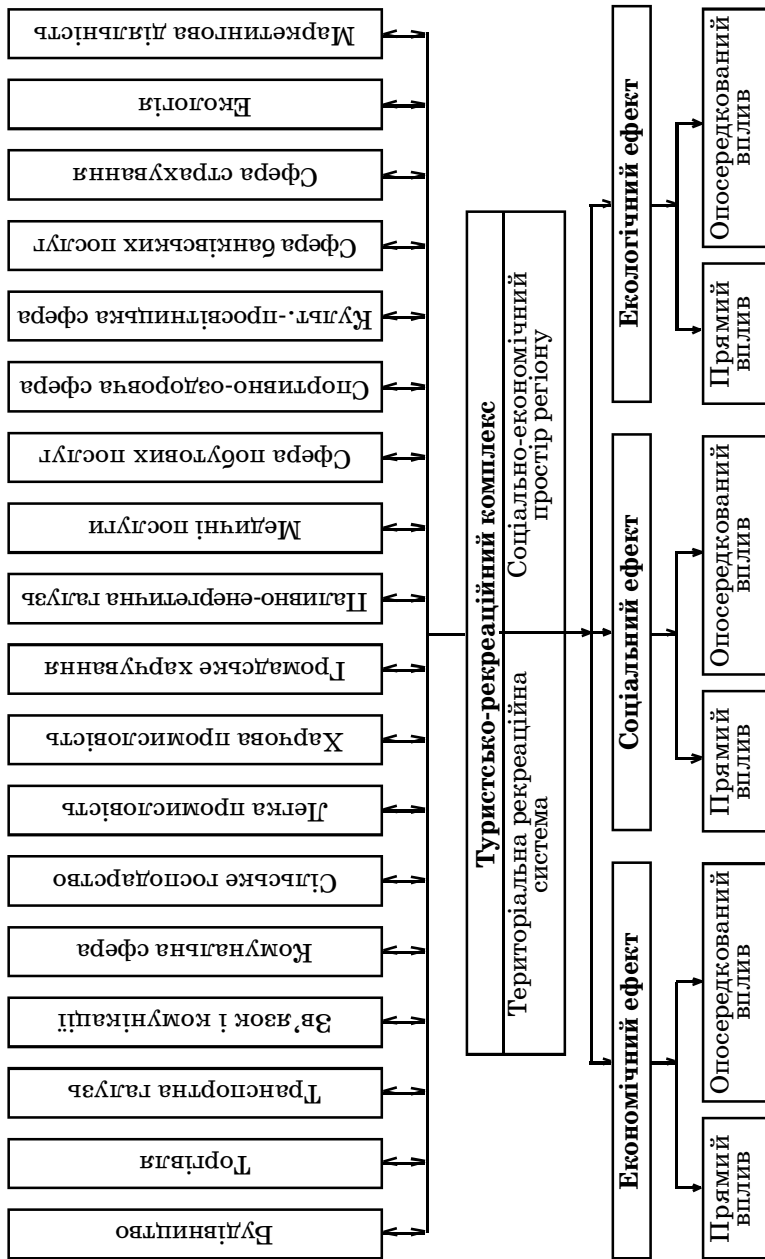 Будівництво
Торгівля
Транспортна галузь
Зв’язок і комунікації
Комунальна сфера
Сільське господарство
Легка промисловість
Харчова промисловість
Громадське харчування
Паливно-енергетична галузь
Медичні послуги
Сфера побутових послуг
Спортивно-оздоровча сфера
Культ.-просвітницька сфера
Сфера банківських послуг
Сфера страхування
Екологія
Маркетингова діяльність
Туристсько-рекреаційний комплекс
Територіальна рекреаційна
система
Соціально-економічний
простір регіону
Економічний ефект
Соціальний ефект
Екологічний ефект
Прямий
вплив
Опосередкований
вплив
Прямий
вплив
Опосередкований
вплив
Прямий
вплив
Опосередкований
вплив